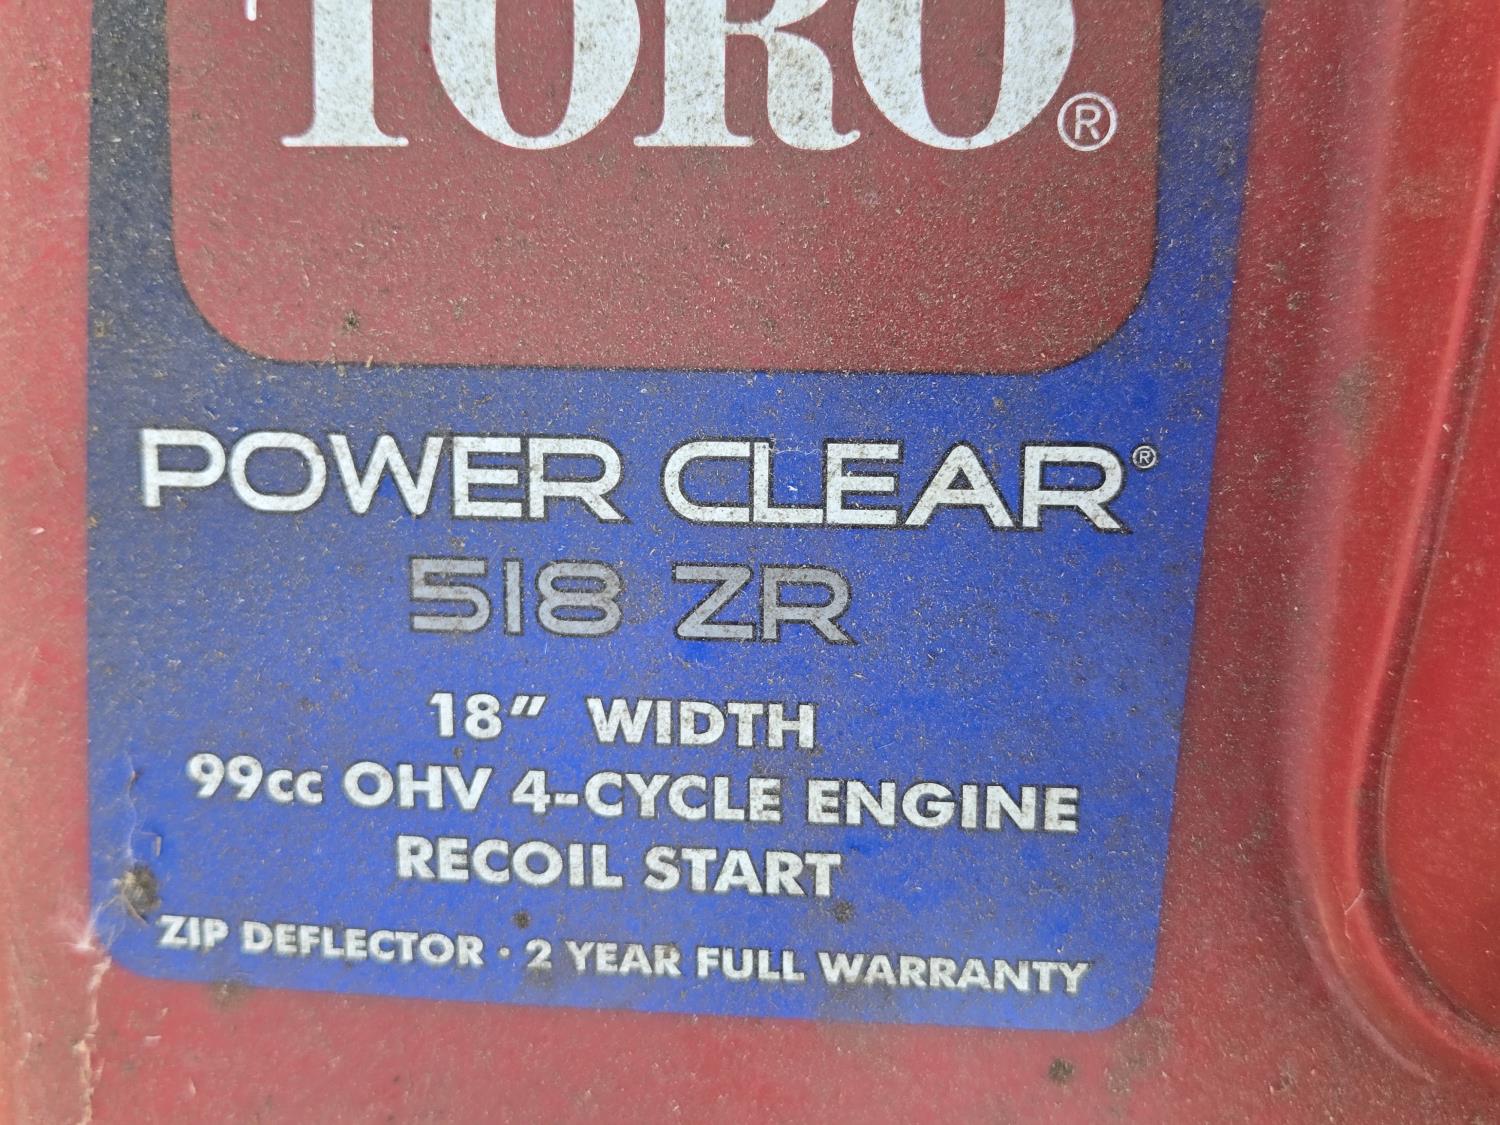 TORO®
POWER CLEAR®
518 ZR
18" WIDTH
99cc OHV 4-CYCLE ENGINE
RECOIL START
ZIP DEFLECTOR · 2 YEAR FULL WARRANTY